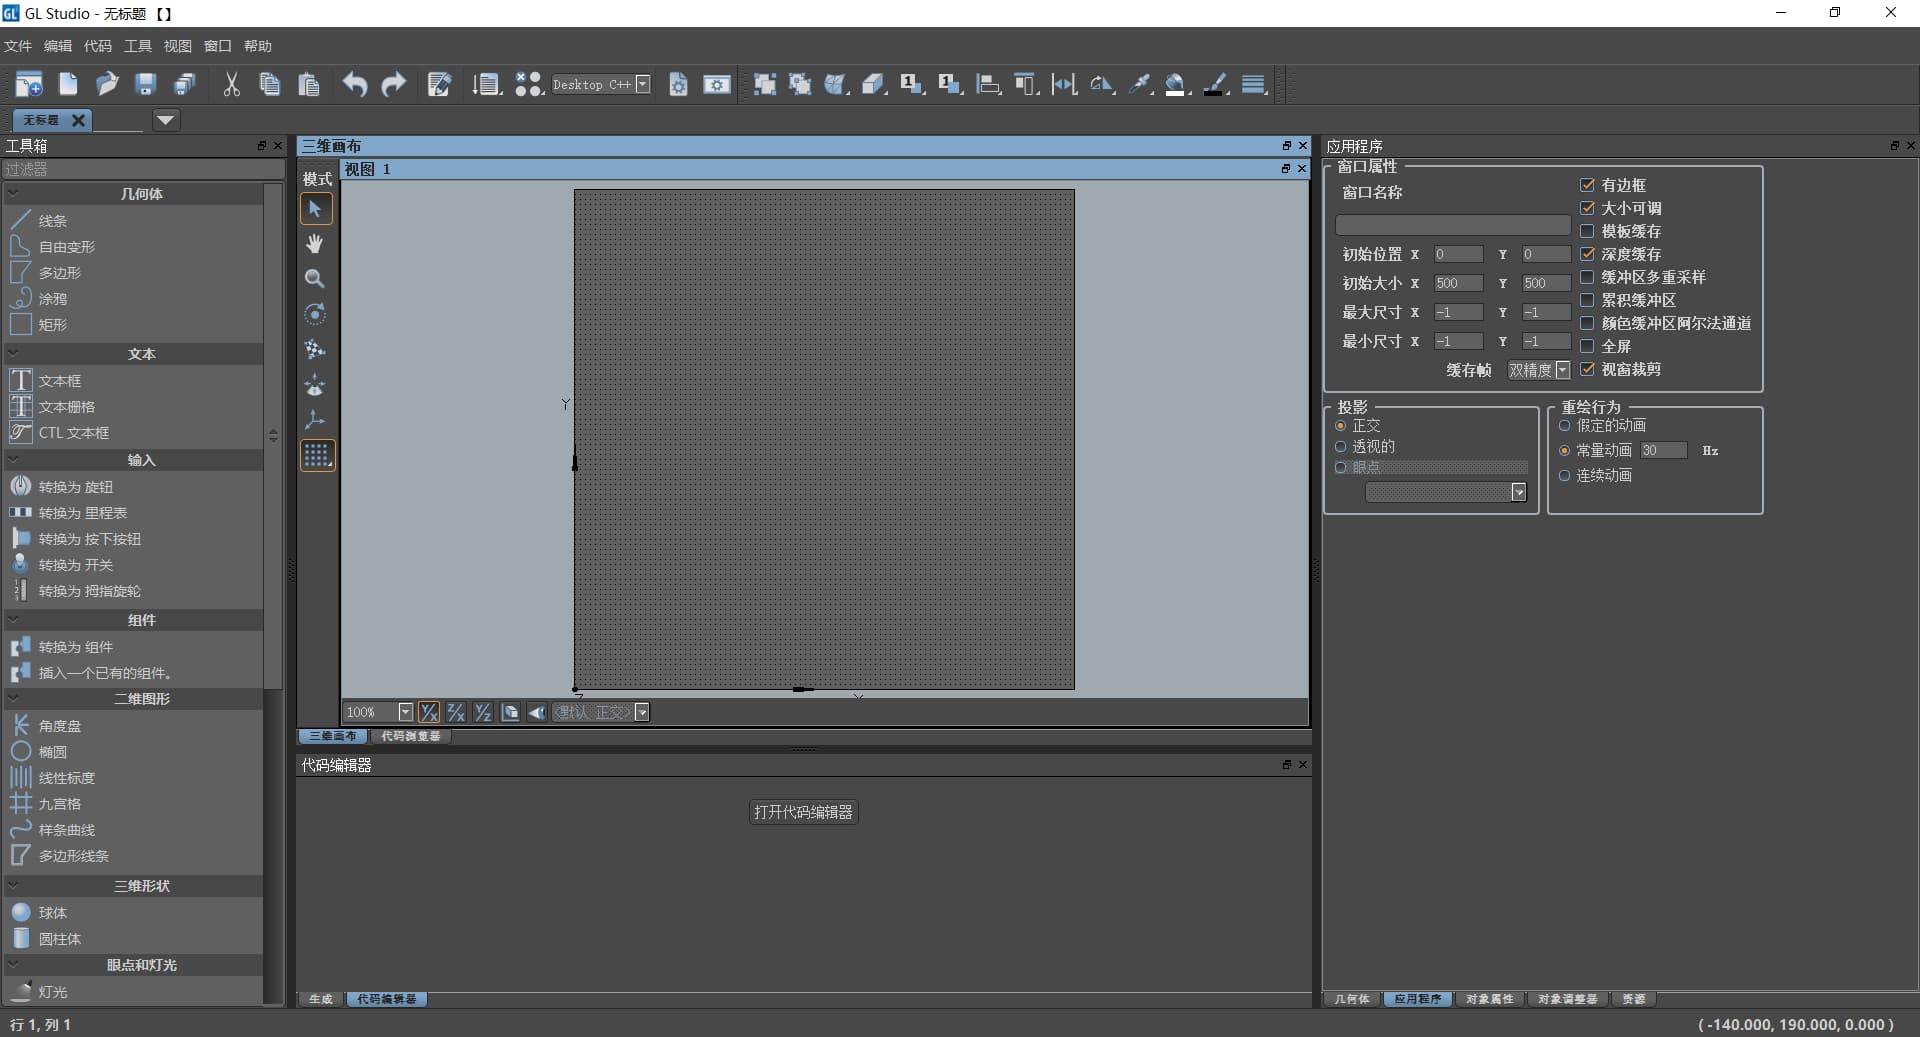 GL Studio - 无标题 【】
文件 编辑 代码 工具 视图 窗口 帮助
Desktop C++
无标题
工具箱
过滤器
几何体
线条
自由变形
多边形
涂鸦
矩形
文本
文本框
文本栅格
CTL 文本框
输入
转换为 旋钮
转换为 里程表
转换为 按下按钮
转换为 开关
转换为 拇指旋轮
组件
转换为 组件
插入一个已有的组件。
二维图形
角度盘
椭圆
线性标度
九宫格
样条曲线
多边形线条
三维形状
球体
圆柱体
眼点和灯光
灯光
三维画布
模式
视图 1
Y
100%
Y/X Z/X Y/Z
<默认 正交>
三维画布 代码浏览器
代码编辑器
打开代码编辑器
生成 代码编辑器
应用程序
窗口属性
窗口名称
初始位置 X 0 Y 0
初始大小 X 500 Y 500
最大尺寸 X -1 Y -1
最小尺寸 X -1 Y -1
缓存帧 双精度
有边框
大小可调
模板缓存
深度缓存
缓冲区多重采样
累积缓冲区
颜色缓冲区阿尔法通道
全屏
视窗裁剪
投影
正交
透视的
眼点
重绘行为
假定的动画
常量动画 30 Hz
连续动画
几何体 应用程序 对象属性 对象调整器 资源
行 1, 列 1
( -140.000, 190.000, 0.000 )